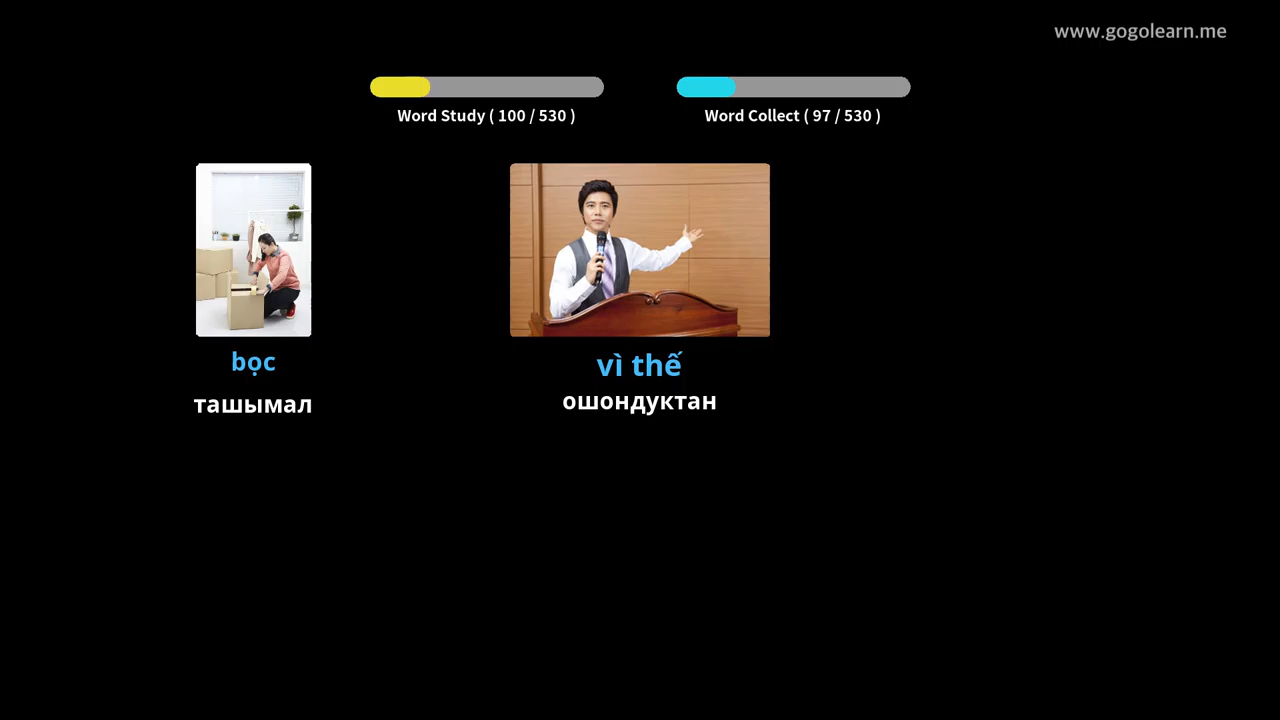 www.gogolearn.me
Word Study ( 100 / 530 )
Word Collect ( 97 / 530 )
bọc
ташымал
vì thế
ошондуктан